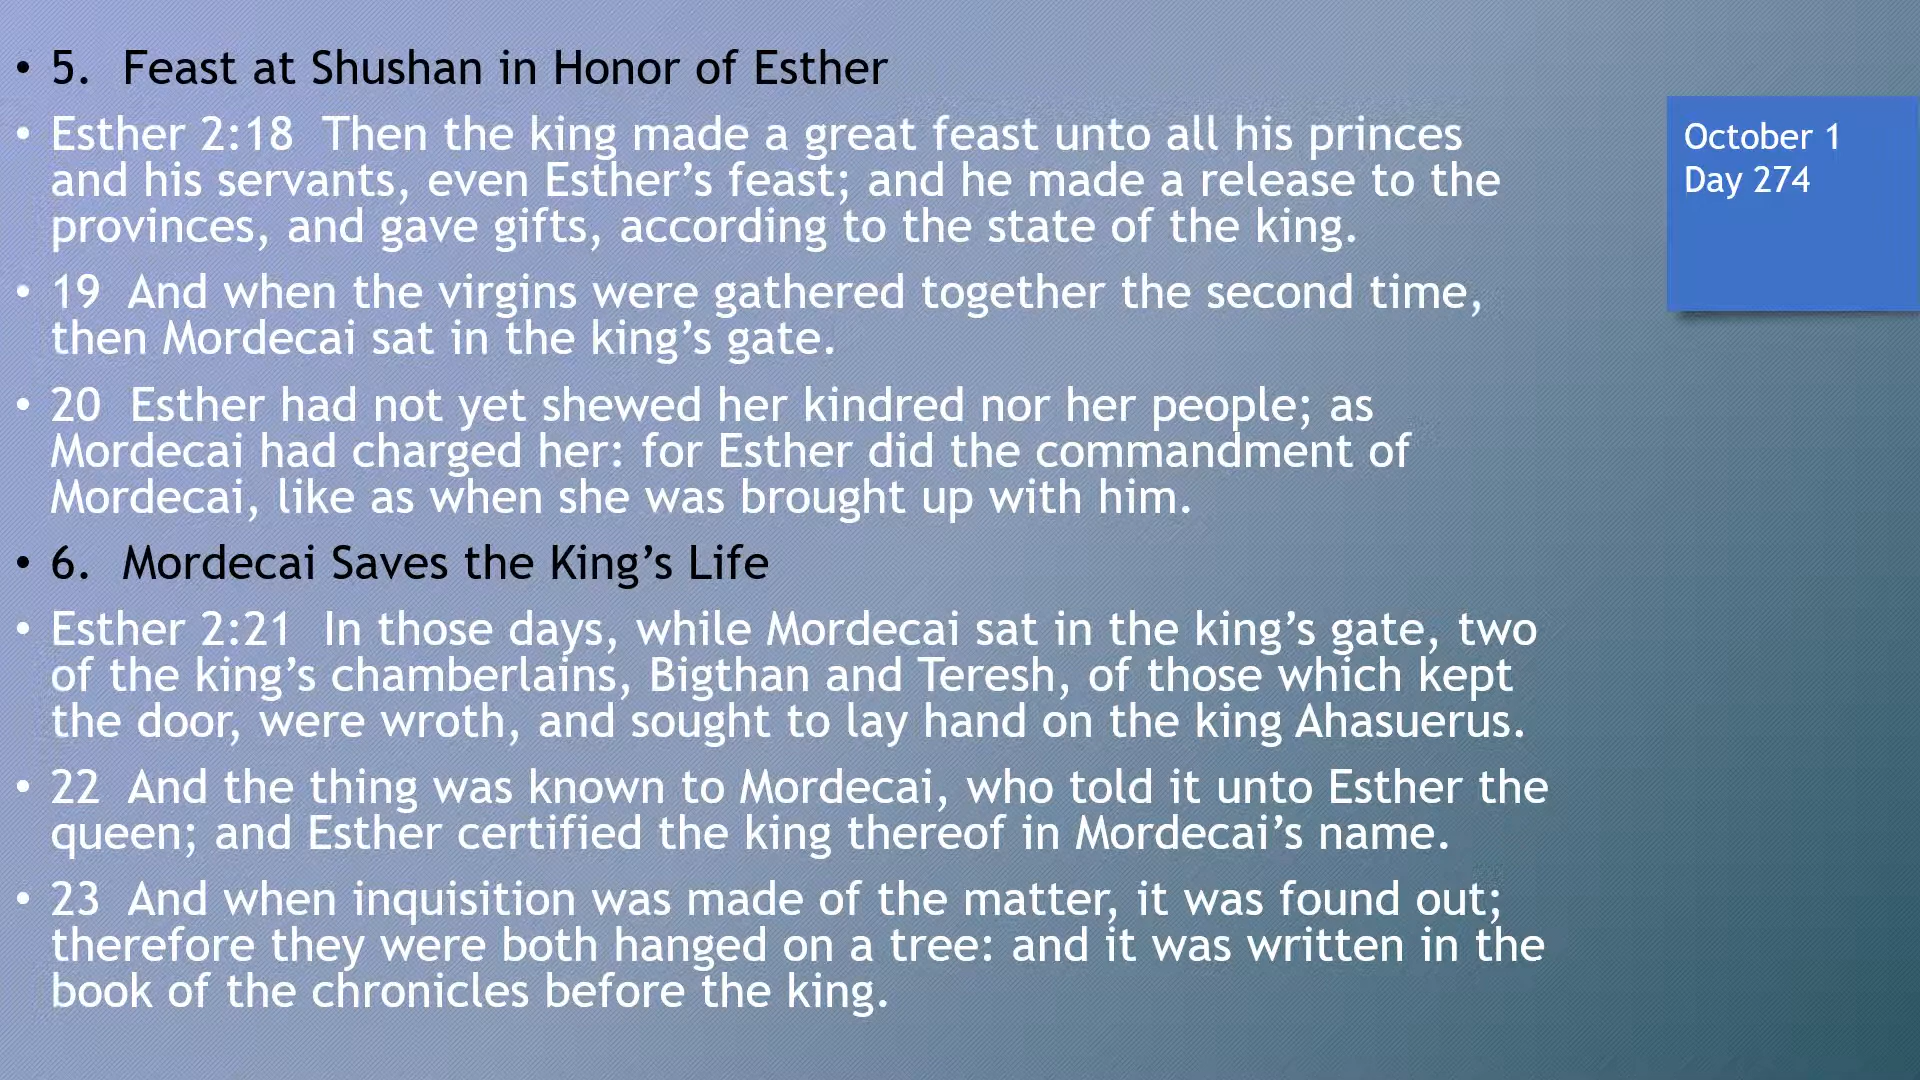 • 5.  Feast at Shushan in Honor of Esther
• Esther 2:18  Then the king made a great feast unto all his princes
and his servants, even Esther’s feast; and he made a release to the
provinces, and gave gifts, according to the state of the king.
• 19  And when the virgins were gathered together the second time,
then Mordecai sat in the king’s gate.
• 20  Esther had not yet shewed her kindred nor her people; as
Mordecai had charged her: for Esther did the commandment of
Mordecai, like as when she was brought up with him.
• 6.  Mordecai Saves the King’s Life
• Esther 2:21  In those days, while Mordecai sat in the king’s gate, two
of the king’s chamberlains, Bigthan and Teresh, of those which kept
the door, were wroth, and sought to lay hand on the king Ahasuerus.
• 22  And the thing was known to Mordecai, who told it unto Esther the
queen; and Esther certified the king thereof in Mordecai’s name.
• 23  And when inquisition was made of the matter, it was found out;
therefore they were both hanged on a tree: and it was written in the
book of the chronicles before the king.
October 1
Day 274